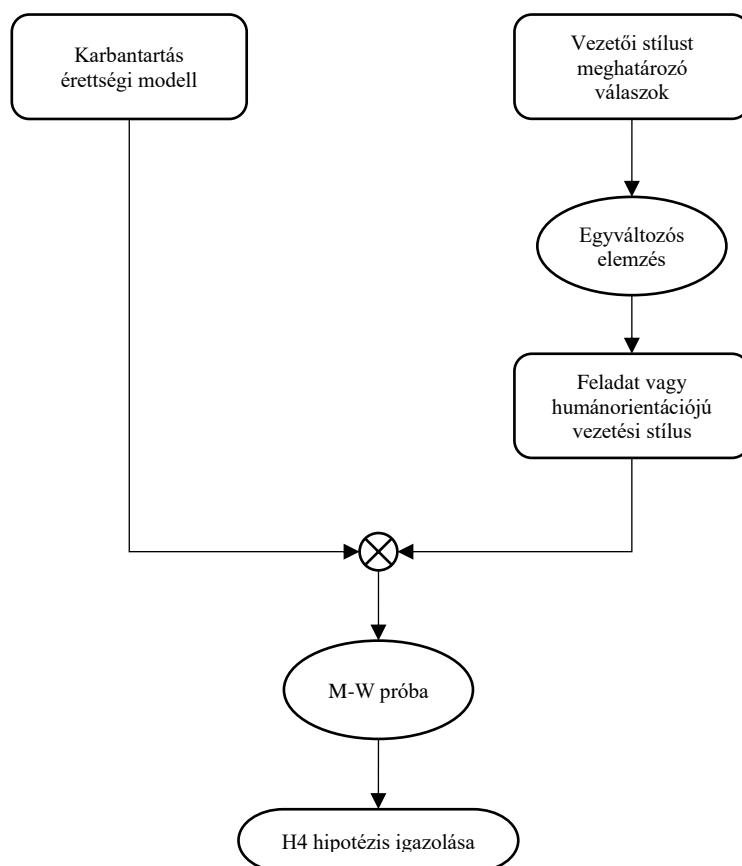 Karbantartás
érettségi modell
Vezetői stílust
meghatározó
válaszok
Egyváltozós
elemzés
Feladat vagy
humánorientációjú
vezetési stílus
M-W próba
H4 hipotézis igazolása